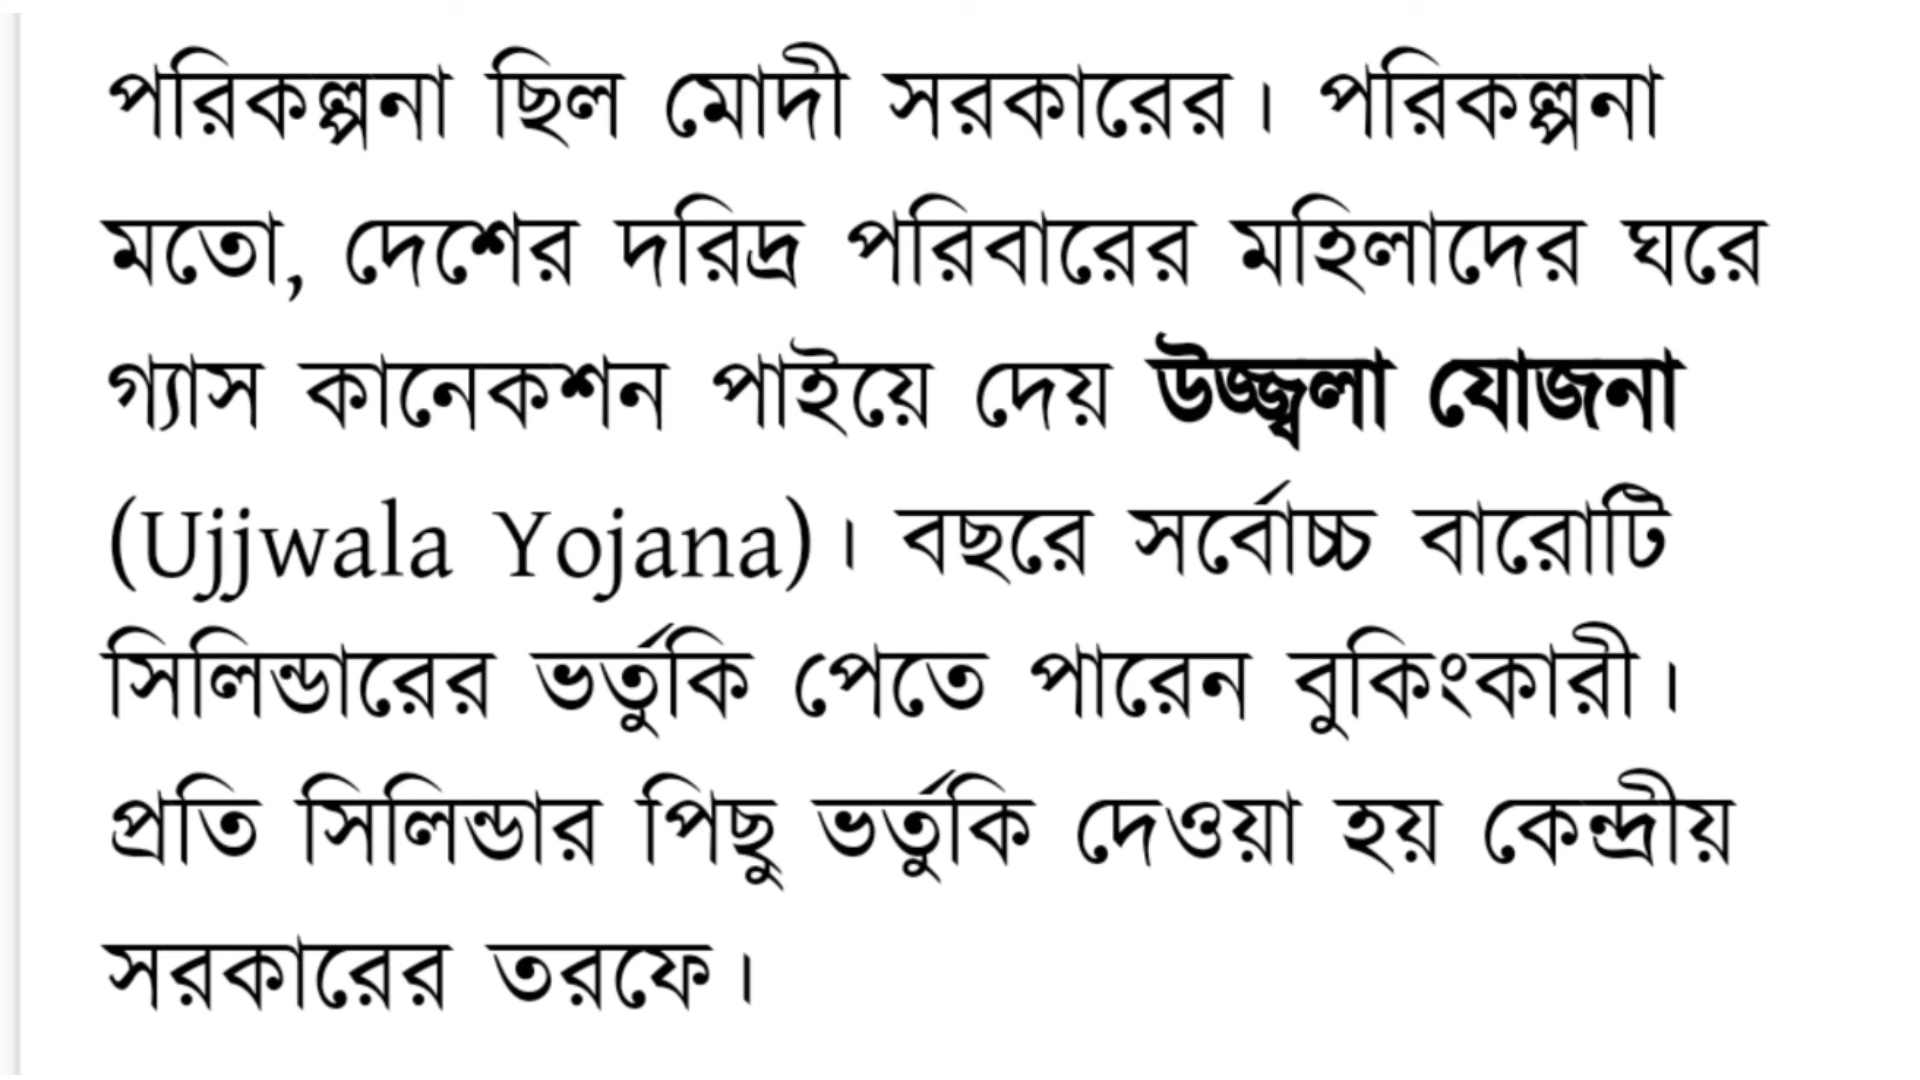 পরিকল্পনা ছিল মোদী সরকারের। পরিকল্পনা
মতো, দেশের দরিদ্র পরিবারের মহিলাদের ঘরে
গ্যাস কানেকশন পাইয়ে দেয় উজ্জ্বলা যোজনা
(Ujjwala Yojana)। বছরে সর্বোচ্চ বারোটি
সিলিন্ডারের ভর্তুকি পেতে পারেন বুকিংকারী।
প্রতি সিলিন্ডার পিছু ভর্তুকি দেওয়া হয় কেন্দ্রীয়
সরকারের তরফে।